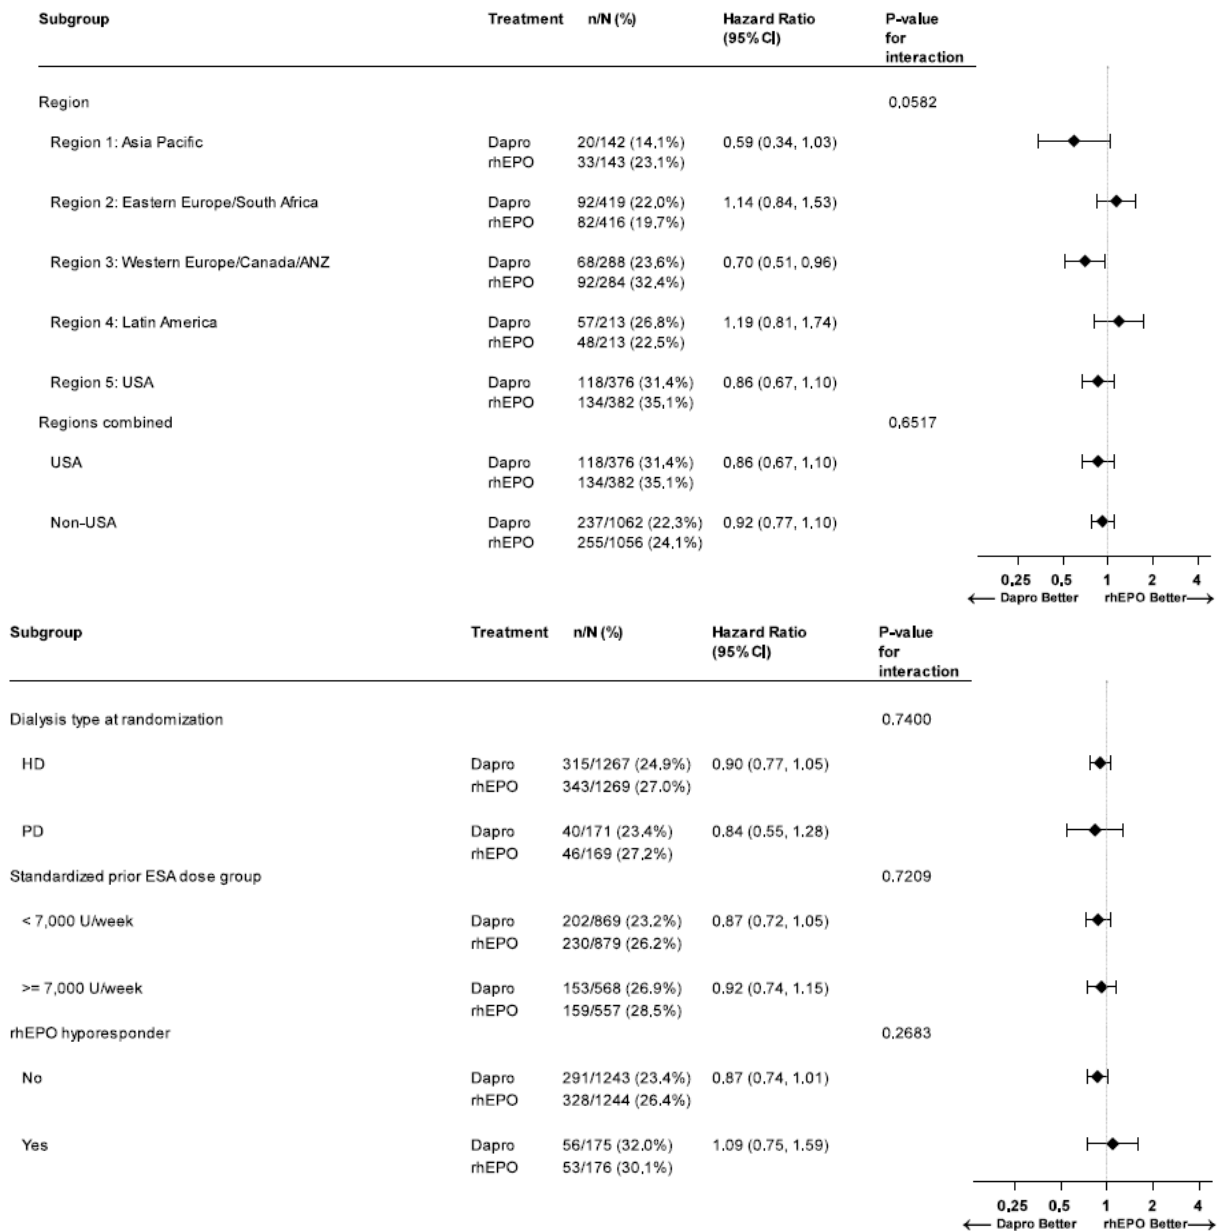 Subgroup Treatment n/N (%) Hazard Ratio P-value
(95% CI) for
interaction
Region 0.0582
Region 1: Asia Pacific Dapro 20/142 (14.1%) 0.59 (0.34, 1.03)
rhEPO 33/143 (23.1%)
Region 2: Eastern Europe/South Africa Dapro 92/419 (22.0%) 1.14 (0.84, 1.53)
rhEPO 82/416 (19.7%)
Region 3: Western Europe/Canada/ANZ Dapro 68/288 (23.6%) 0.70 (0.51, 0.96)
rhEPO 92/284 (32.4%)
Region 4: Latin America Dapro 57/213 (26.8%) 1.19 (0.81, 1.74)
rhEPO 48/213 (22.5%)
Region 5: USA Dapro 118/376 (31.4%) 0.86 (0.67, 1.10)
rhEPO 134/382 (35.1%)
Regions combined 0.6517
USA Dapro 118/376 (31.4%) 0.86 (0.67, 1.10)
rhEPO 134/382 (35.1%)
Non-USA Dapro 237/1062 (22.3%) 0.92 (0.77, 1.10)
rhEPO 255/1056 (24.1%)
0.25 0.5 1 2 4
← Dapro Better rhEPO Better →
Subgroup Treatment n/N (%) Hazard Ratio P-value
(95% CI) for
interaction
Dialysis type at randomization 0.7400
HD Dapro 315/1267 (24.9%) 0.90 (0.77, 1.05)
rhEPO 343/1269 (27.0%)
PD Dapro 40/171 (23.4%) 0.84 (0.55, 1.28)
rhEPO 46/169 (27.2%)
Standardized prior ESA dose group 0.7209
< 7,000 U/week Dapro 202/869 (23.2%) 0.87 (0.72, 1.05)
rhEPO 230/879 (26.2%)
>= 7,000 U/week Dapro 153/568 (26.9%) 0.92 (0.74, 1.15)
rhEPO 159/557 (28.5%)
rhEPO hyporesponder 0.2683
No Dapro 291/1243 (23.4%) 0.87 (0.74, 1.01)
rhEPO 328/1244 (26.4%)
Yes Dapro 56/175 (32.0%) 1.09 (0.75, 1.59)
rhEPO 53/176 (30.1%)
0.25 0.5 1 2 4
← Dapro Better rhEPO Better →